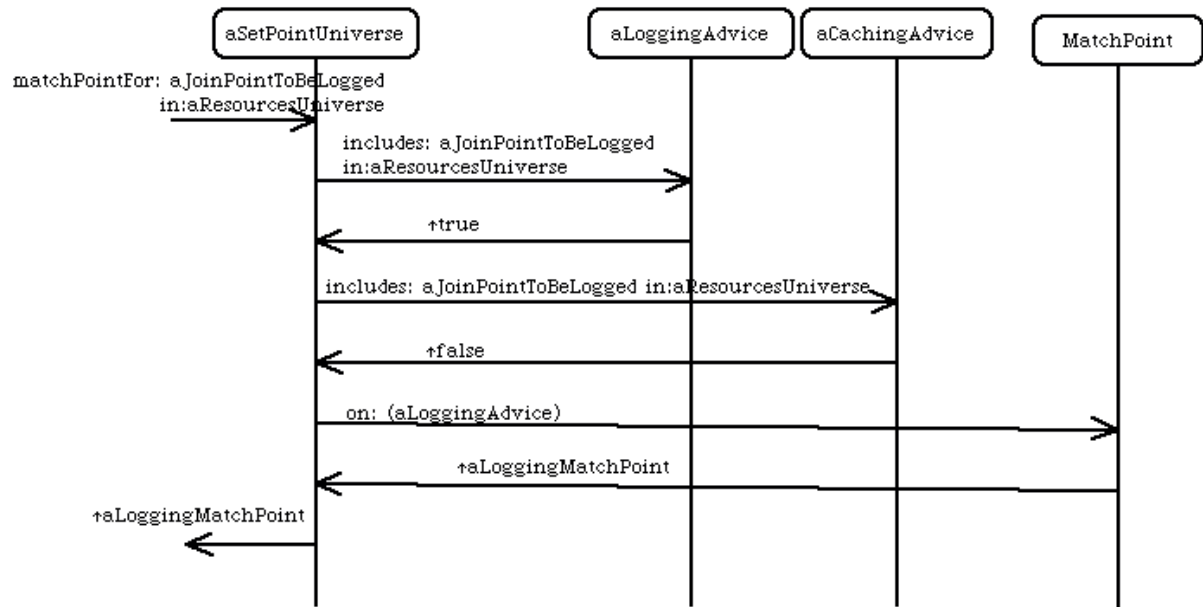 aSetPointUniverse
aLoggingAdvice
aCachingAdvice
MatchPoint
matchPointFor: aJoinPointToBeLogged
in:aResourcesUniverse
includes: aJoinPointToBeLogged
in:aResourcesUniverse
↑true
includes: aJoinPointToBeLogged in:aResourcesUniverse
↑false
on: (aLoggingAdvice)
↑aLoggingMatchPoint
↑aLoggingMatchPoint